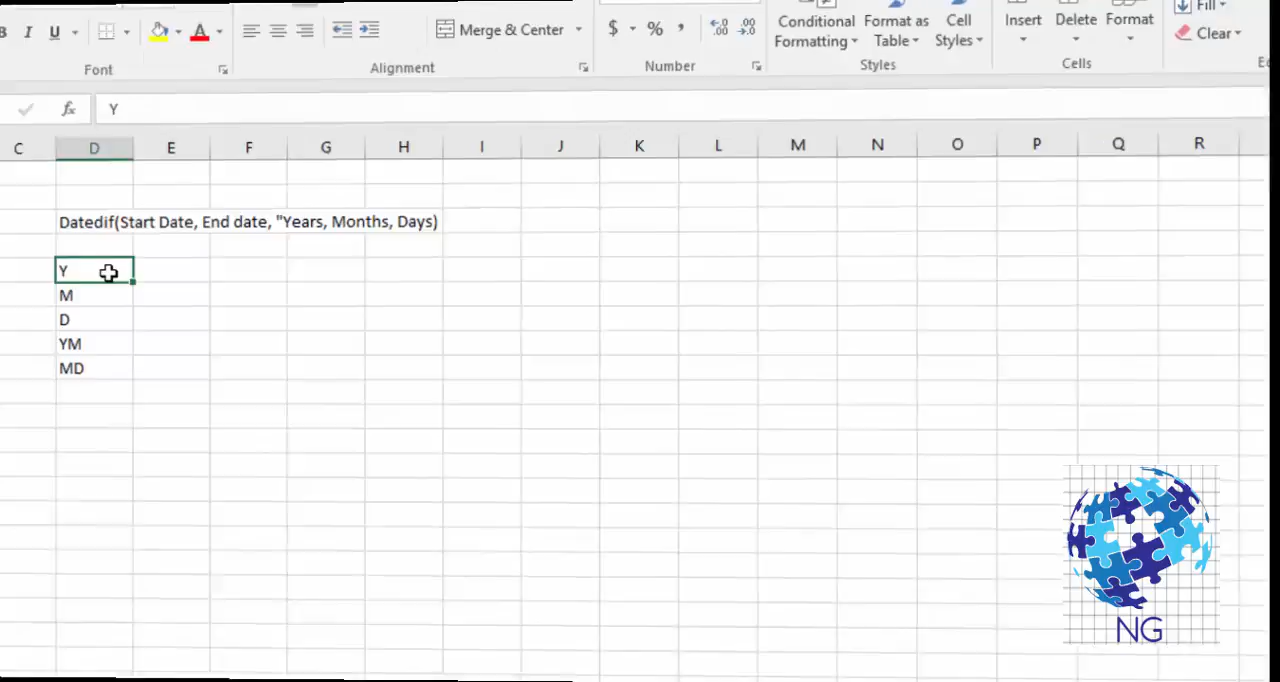 B I U A
Merge & Center
$ % ,
Conditional Formatting
Format as Table
Cell Styles
Insert
Delete
Format
Fill
Clear
Font
Alignment
Number
Styles
Cells
fx Y
C D E F G H I J K L M N O P Q R
Datedif(Start Date, End date, "Years, Months, Days)
Y
M
D
YM
MD
NG